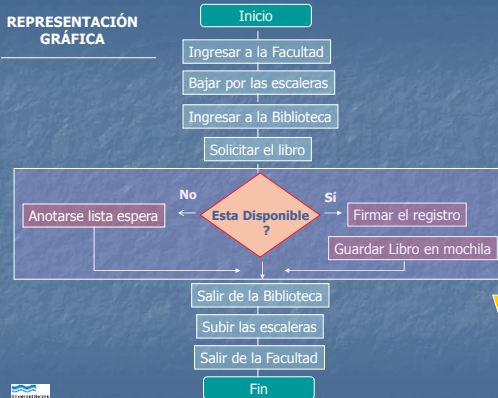 REPRESENTACIÓN
GRÁFICA
Inicio
Ingresar a la Facultad
Bajar por las escaleras
Ingresar a la Biblioteca
Solicitar el libro
No
Sí
Anotarse lista espera
Esta Disponible
?
Firmar el registro
Guardar Libro en mochila
Salir de la Biblioteca
Subir las escaleras
Salir de la Facultad
Fin